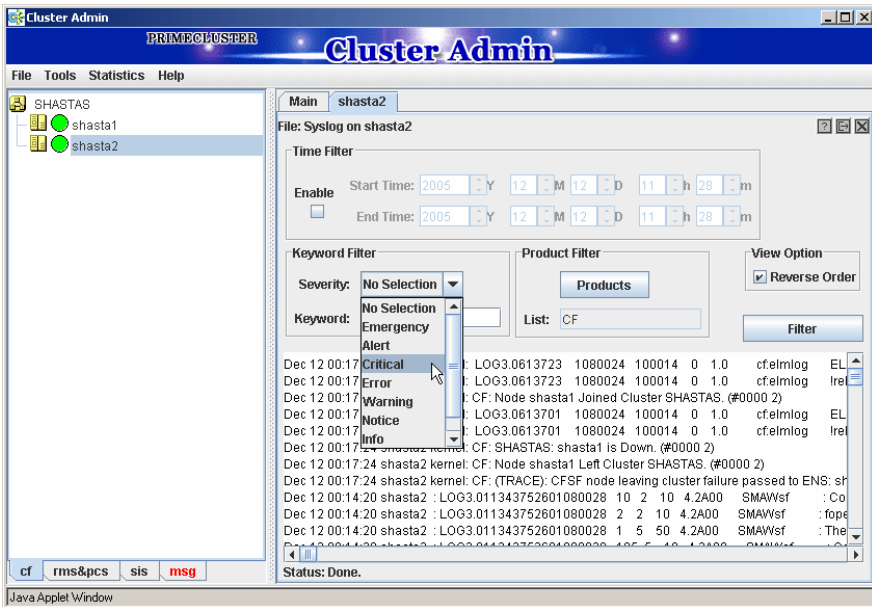 Cluster Admin
PRIMECLUSTER
Cluster Admin
File Tools Statistics Help
SHASTAS
shasta1
shasta2
Main shasta2
File: Syslog on shasta2
Time Filter
Enable
Start Time: 2005 Y 12 M 12 D 11 h 28 m
End Time: 2005 Y 12 M 12 D 11 h 28 m
Keyword Filter
Severity: No Selection
Keyword:
No Selection
Emergency
Alert
Critical
Error
Warning
Notice
Info
Product Filter
Products
List: CF
View Option
Reverse Order
Filter
Dec 12 00:17 l: LOG3.0613723 1080024 100014 0 1.0 cf:elmlog EL
Dec 12 00:17 l: LOG3.0613723 1080024 100014 0 1.0 cf:elmlog !rel
Dec 12 00:17 l: CF: Node shasta1 Joined Cluster SHASTAS. (#0000 2)
Dec 12 00:17 l: LOG3.0613701 1080024 100014 0 1.0 cf:elmlog EL
Dec 12 00:17 l: LOG3.0613701 1080024 100014 0 1.0 cf:elmlog !rel
Dec 12 00:17:24 shasta2 kernel: CF: SHASTAS: shasta1 is Down. (#0000 2)
Dec 12 00:17:24 shasta2 kernel: CF: Node shasta1 Left Cluster SHASTAS. (#0000 2)
Dec 12 00:17:24 shasta2 kernel: CF: (TRACE): CFSF node leaving cluster failure passed to ENS: sh
Dec 12 00:14:20 shasta2 : LOG3.011343752601080028 10 2 10 4.2A00 SMAWsf : Co
Dec 12 00:14:20 shasta2 : LOG3.011343752601080028 2 2 10 4.2A00 SMAWsf : fope
Dec 12 00:14:20 shasta2 : LOG3.011343752601080028 1 5 50 4.2A00 SMAWsf : The
Status: Done.
cf rms&pcs sis msg
Java Applet Window